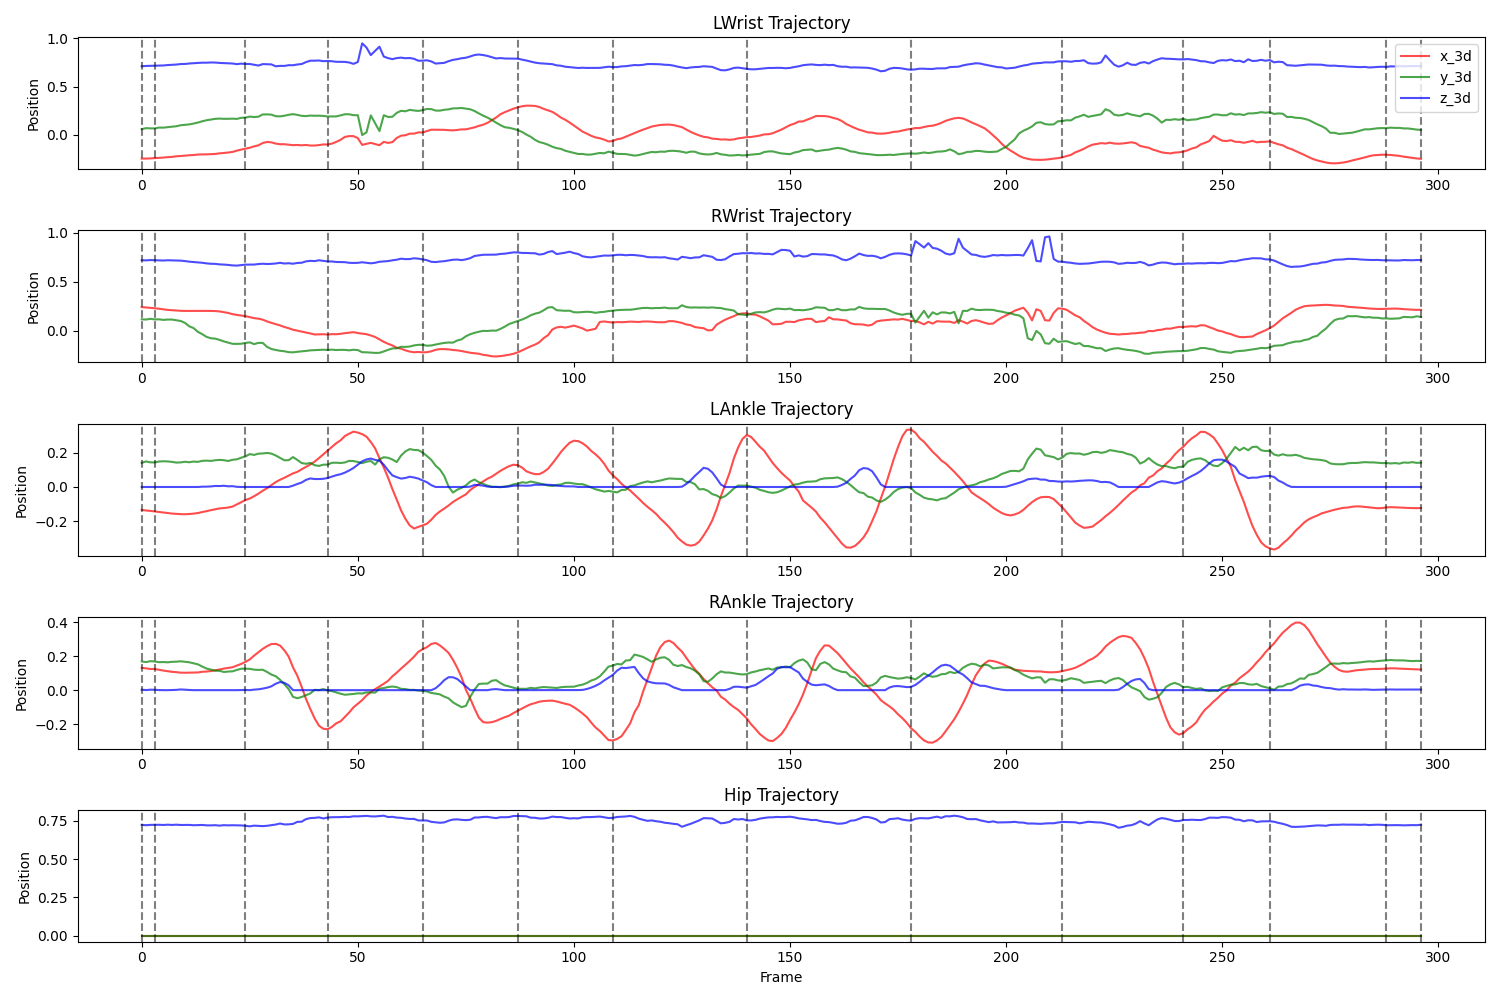 LWrist Trajectory
Position
1.0
0.5
0.0
x_3d
y_3d
z_3d
0 50 100 150 200 250 300
RWrist Trajectory
Position
1.0
0.5
0.0
0 50 100 150 200 250 300
LAnkle Trajectory
Position
0.2
0.0
−0.2
0 50 100 150 200 250 300
RAnkle Trajectory
Position
0.4
0.2
0.0
−0.2
0 50 100 150 200 250 300
Hip Trajectory
Position
0.75
0.50
0.25
0.00
0 50 100 150 200 250 300
Frame